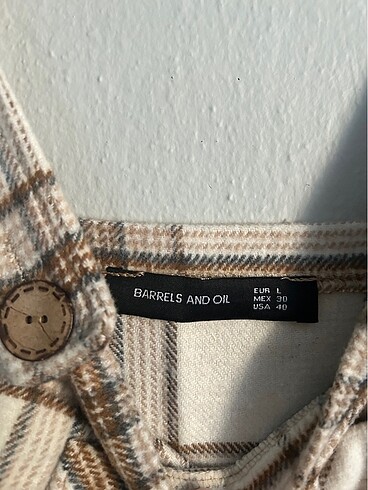 BARRELS AND OIL
EUR L
MEX 30
USA 40